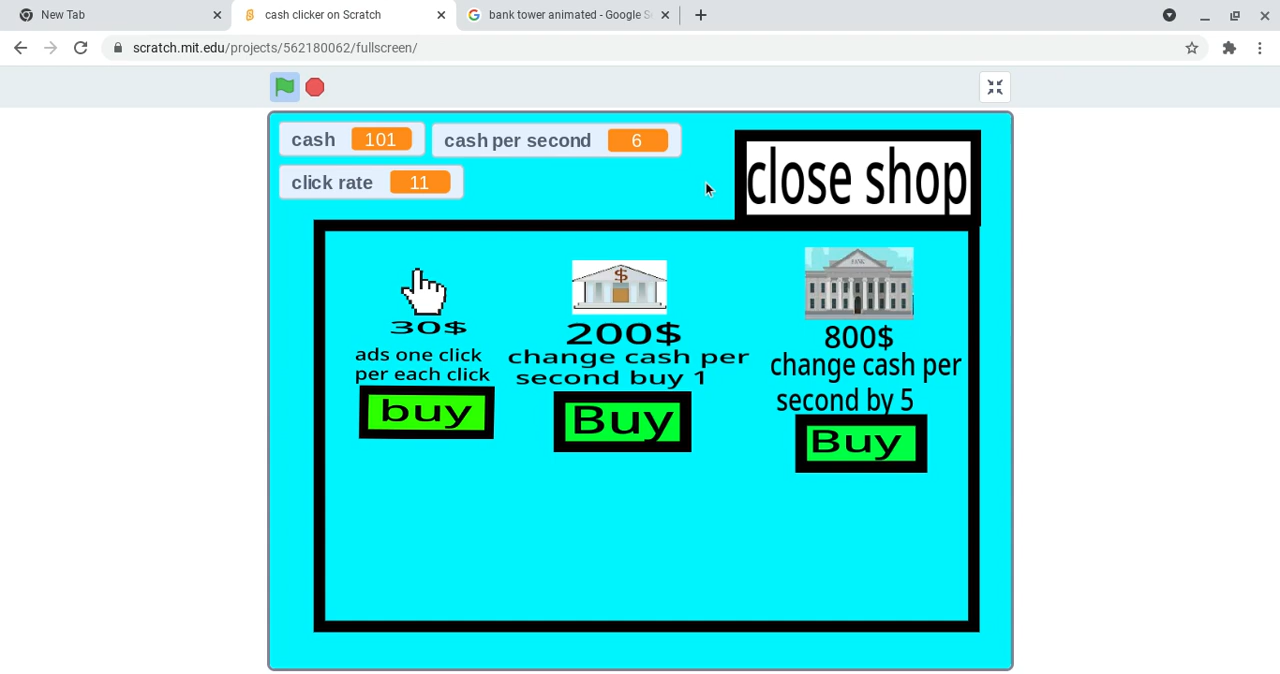 New Tab
cash clicker on Scratch
bank tower animated - Google S
scratch.mit.edu/projects/562180062/fullscreen/
cash 101
cash per second 6
click rate 11
close shop
30$
ads one click
per each click
buy
$
200$
change cash per
second buy 1
Buy
BANK
800$
change cash per
second by 5
Buy